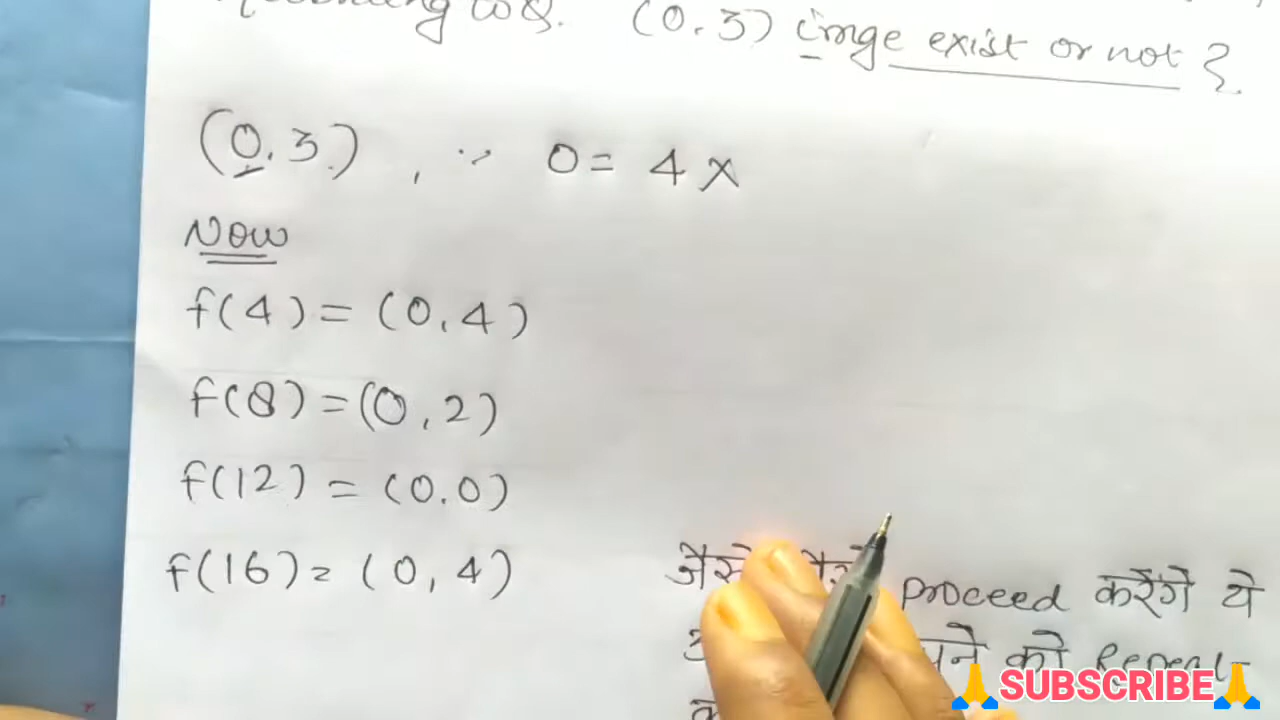 (0.3) imge exist or not ?
(0.3) , ∵ 0 = 4x
Now
f(4) = (0,4)
f(8) = (0,2)
f(12) = (0.0)
f(16) = (0,4)
जैसे proceed करेंगे ये
को Repeat
🙏SUBSCRIBE🙏